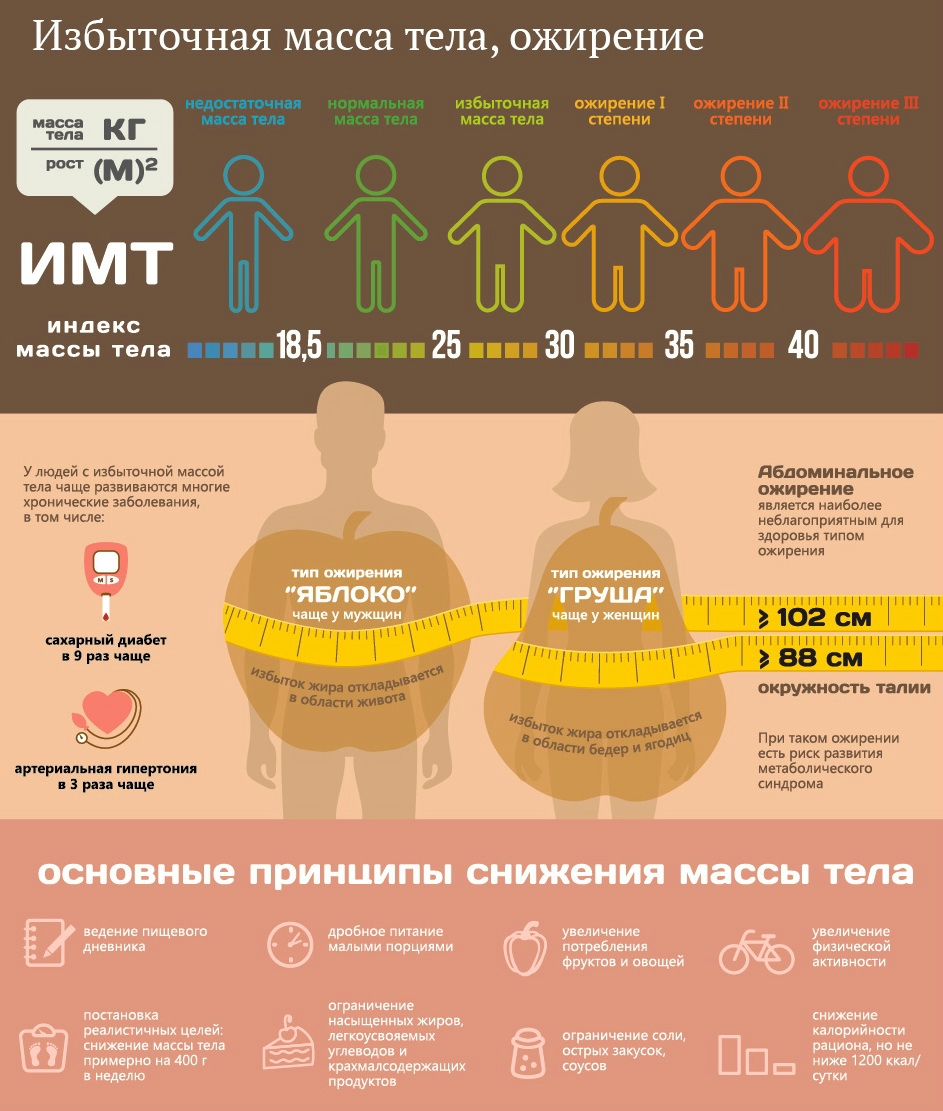 Избыточная масса тела, ожирение
масса
тела
кг
рост
(м)²
недостаточная
масса тела
нормальная
масса тела
избыточная
масса тела
ожирение I
степени
ожирение II
степени
ожирение III
степени
ИМТ
индекс
массы тела
18,5
25
30
35
40
У людей с избыточной массой
тела чаще развиваются многие
хронические заболевания,
в том числе:
M S
сахарный диабет
в 9 раз чаще
артериальная гипертония
в 3 раза чаще
тип ожирения
"ЯБЛОКО"
чаще у мужщин
избыток жира откладывается
в области живота
тип ожирения
"ГРУША"
чаще у женщин
избыток жира откладывается
в области бедер и ягодиц
Абдоминальное
ожирение
является наиболее
неблагоприятным для
здоровья типом
ожирения
> 102 см
> 88 см
окружность талии
При таком ожирении
есть риск развития
метаболического
синдрома
основные принципы снижения массы тела
ведение пищевого
дневника
дробное питание
малыми порциями
увеличение
потребления
фруктов и овощей
увеличение
физической
активности
постановка
реалистичных целей:
снижение массы тела
примерно на 400 г
в неделю
ограничение
насыщенных жиров,
легкоусвояемых
углеводов и
крахмалсодержащих
продуктов
ограничение соли,
острых закусок,
соусов
снижение
калорийности
рациона, но не
ниже 1200 ккал/
сутки